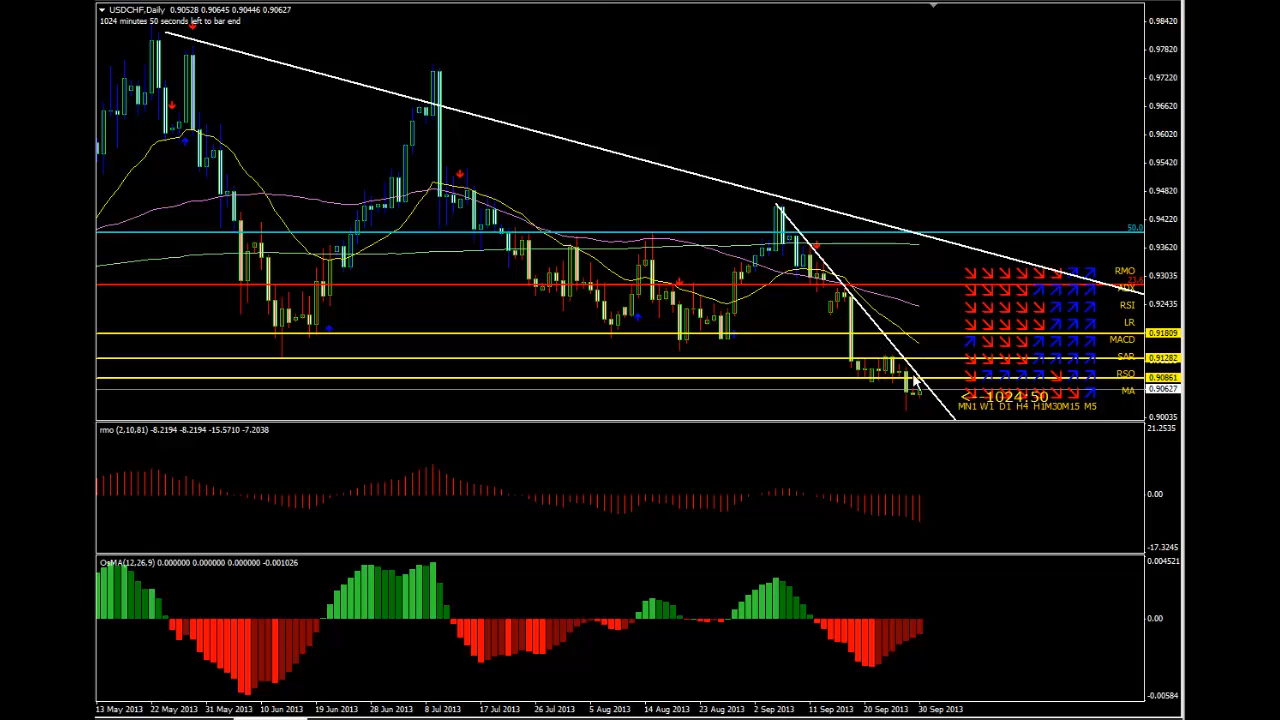 USDCHF,Daily 0.90528 0.90645 0.90446 0.90627
1024 minutes 50 seconds left to bar end
0.98420
0.97820
0.97220
0.96620
0.96020
0.95420
0.94820
0.94220
0.93620
0.93035
0.92435
0.91809
0.91282
0.90861
0.90627
0.90035
50.0
RMO
RSI
LR
MACD
SAR
RSO
MA
<-- 1024:50
MN1 W1 D1 H4 H1 M30 M15 M5
rmo (2,10,81) -8.2194 -8.2194 -15.5710 -7.2038
21.2535
0.00
-17.3245
OsMA(12,26,9) 0.000000 0.000000 0.000000 -0.001026
0.004521
0.00
-0.00584
13 May 2013 22 May 2013 31 May 2013 10 Jun 2013 19 Jun 2013 28 Jun 2013 8 Jul 2013 17 Jul 2013 26 Jul 2013 5 Aug 2013 14 Aug 2013 23 Aug 2013 2 Sep 2013 11 Sep 2013 20 Sep 2013 30 Sep 2013